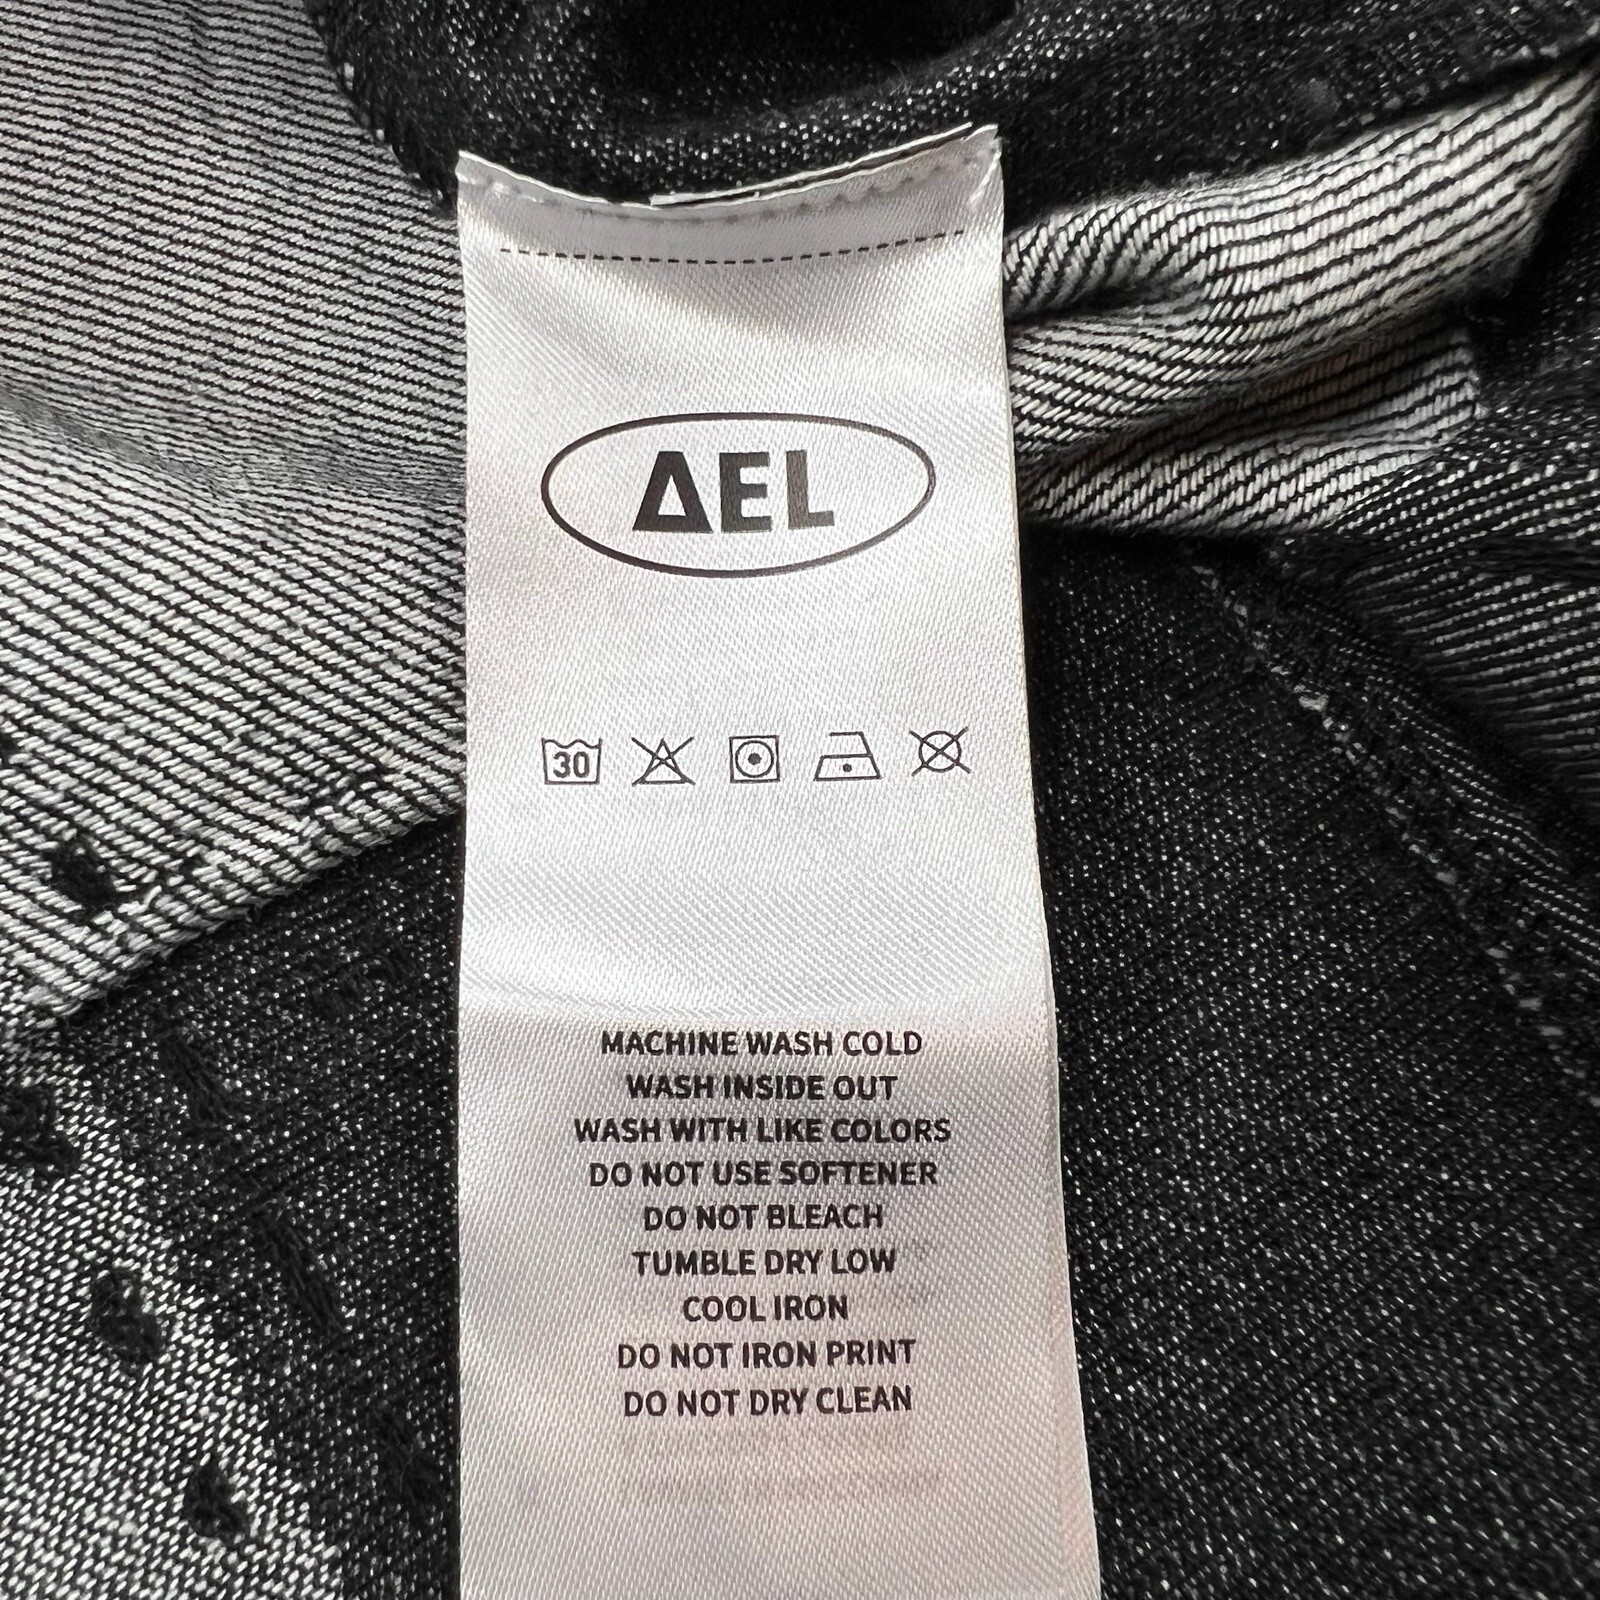 ΔEL
30
MACHINE WASH COLD
WASH INSIDE OUT
WASH WITH LIKE COLORS
DO NOT USE SOFTENER
DO NOT BLEACH
TUMBLE DRY LOW
COOL IRON
DO NOT IRON PRINT
DO NOT DRY CLEAN